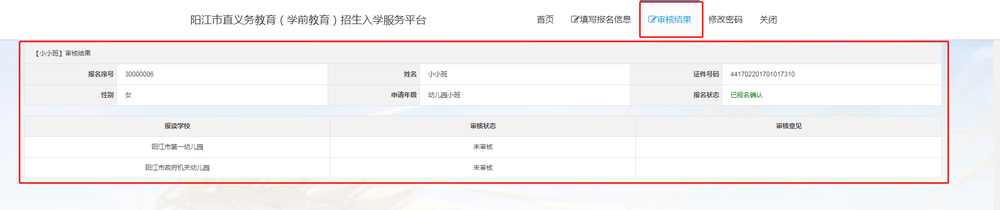 阳江市直义务教育（学前教育）招生入学服务平台 首页 填写报名信息 审核结果 修改密码 关闭
【小小班】审核结果
报名序号 30000006 姓名 小小班 证件号码 441702201701017310
性别 女 申请年级 幼儿园小班 报名状态 已报名确认
报读学校 审核状态 审核意见
阳江市第一幼儿园 未审核
阳江市政府机关幼儿园 未审核